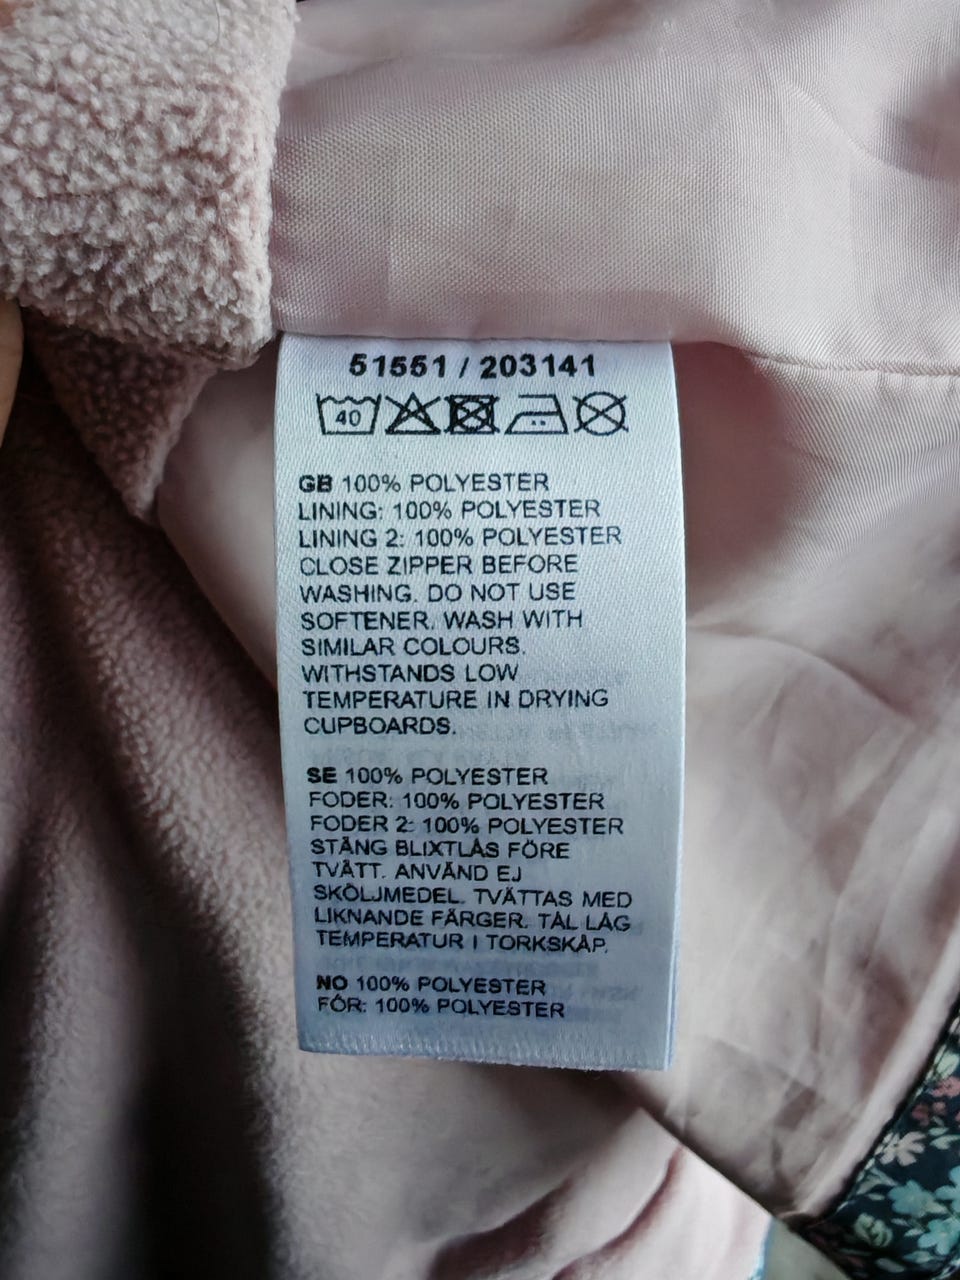 51551 / 203141
40
GB 100% POLYESTER
LINING: 100% POLYESTER
LINING 2: 100% POLYESTER
CLOSE ZIPPER BEFORE
WASHING. DO NOT USE
SOFTENER. WASH WITH
SIMILAR COLOURS.
WITHSTANDS LOW
TEMPERATURE IN DRYING
CUPBOARDS.
SE 100% POLYESTER
FODER: 100% POLYESTER
FODER 2: 100% POLYESTER
STÄNG BLIXTLÅS FÖRE
TVÄTT. ANVÄND EJ
SKÖLJMEDEL. TVÄTTAS MED
LIKNANDE FÄRGER. TÅL LÅG
TEMPERATUR I TORKSKÅP.
NO 100% POLYESTER
FÓR: 100% POLYESTER